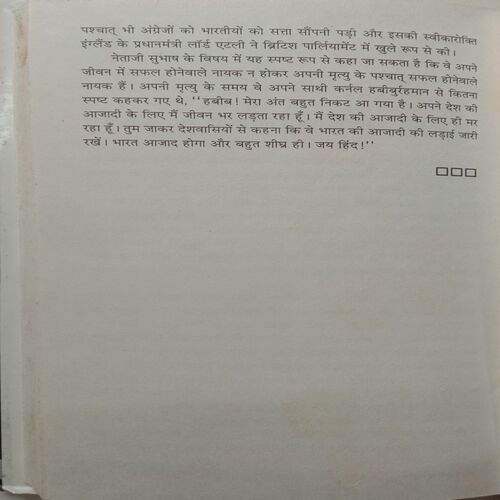 पश्चात् भी अंग्रेजों को भारतीयों को सत्ता सौंपनी पड़ी और इसकी स्वीकारोक्ति
इंग्लैंड के प्रधानमंत्री लॉर्ड एटली ने ब्रिटिश पार्लियामेंट में खुले रूप से की।
नेताजी सुभाष के विषय में यह स्पष्ट रूप से कहा जा सकता है कि वे अपने
जीवन में सफल होनेवाले नायक न होकर अपनी मृत्यु के पश्चात् सफल होनेवाले
नायक हैं। अपनी मृत्यु के समय वे अपने साथी कर्नल हबीबुर्रहमान से कितना
स्पष्ट कहकर गए थे, ‘‘हबीब! मेरा अंत बहुत निकट आ गया है। अपने देश की
आजादी के लिए मैं जीवन भर लड़ता रहा हूँ। मैं देश की आजादी के लिए ही मर
रहा हूँ। तुम जाकर देशवासियों से कहना कि वे भारत की आजादी की लड़ाई जारी
रखें। भारत आजाद होगा और बहुत शीघ्र ही। जय हिंद!’’